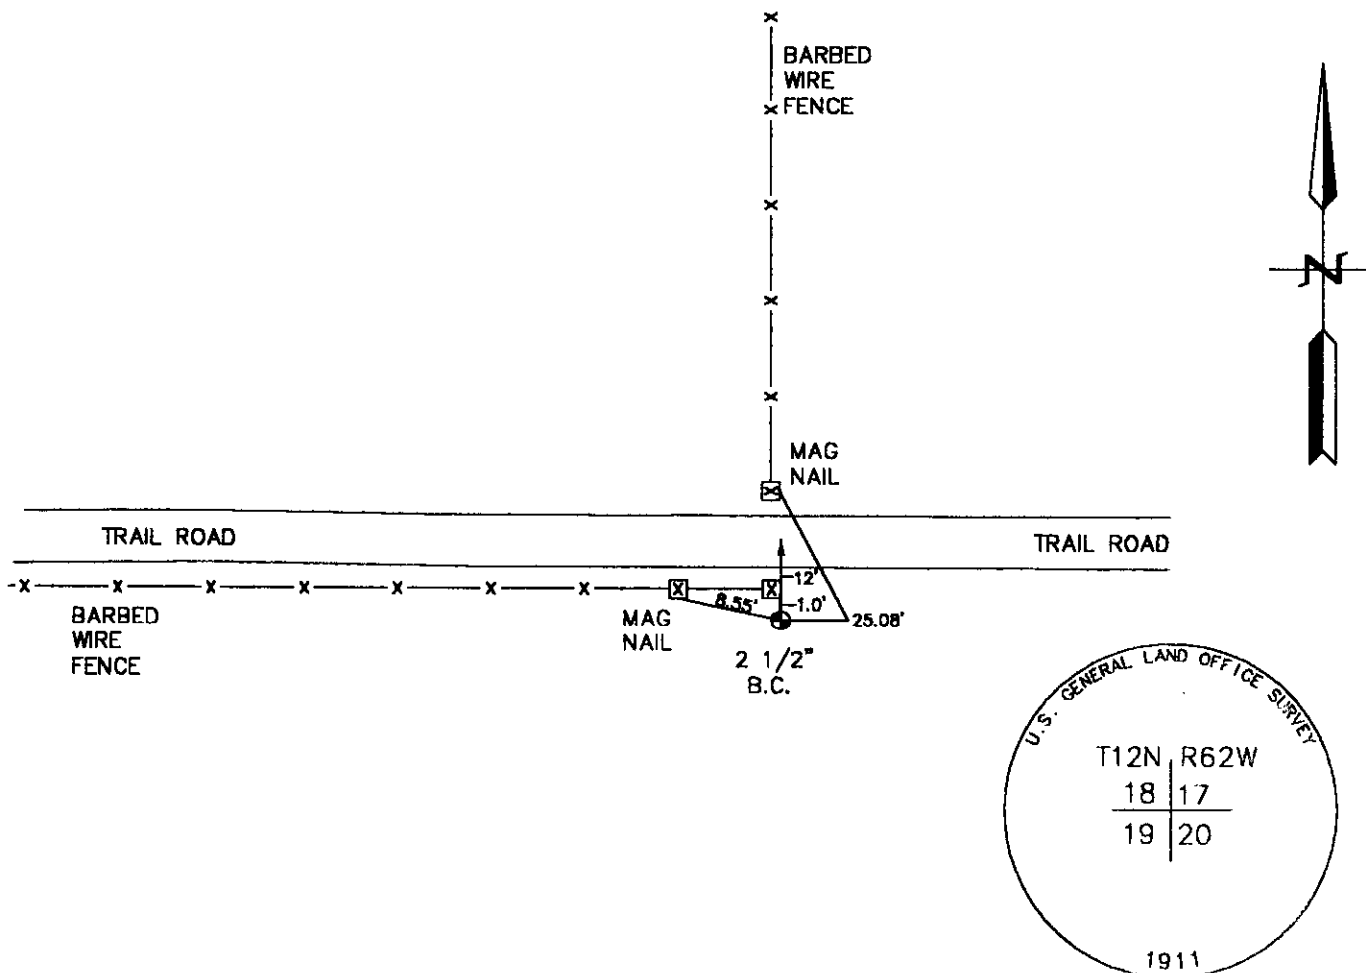 BARBED
WIRE
FENCE
N
MAG
NAIL
TRAIL ROAD
TRAIL ROAD
12'
1.0'
8.55'
25.08'
BARBED
WIRE
FENCE
MAG
NAIL
2 1/2"
B.C.
U.S. GENERAL LAND OFFICE SURVEY
T12N R62W
18 17
19 20
1911